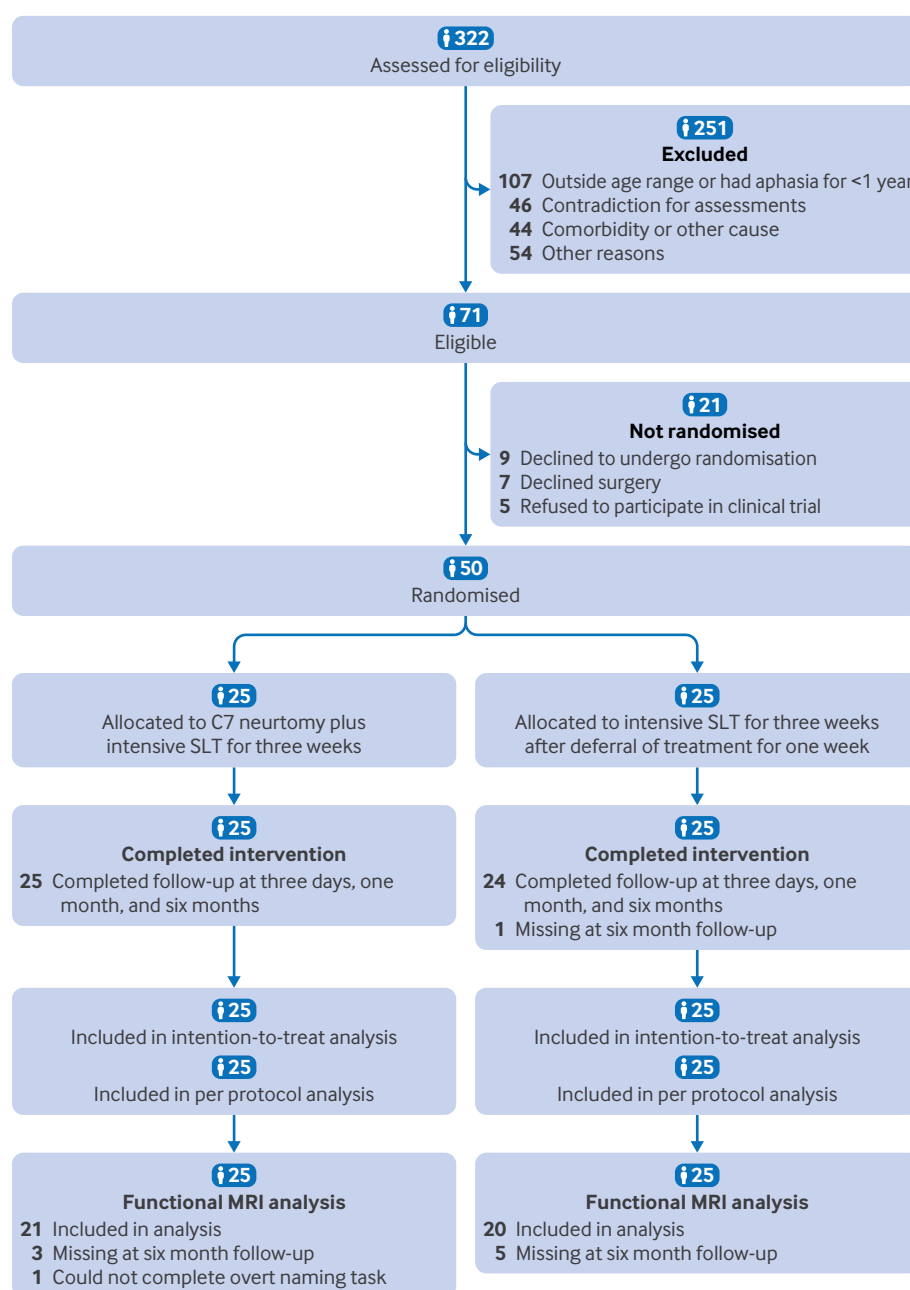 322
Assessed for eligibility
251
Excluded
107 Outside age range or had aphasia for <1 year
46 Contradiction for assessments
44 Comorbidity or other cause
54 Other reasons
71
Eligible
21
Not randomised
9 Declined to undergo randomisation
7 Declined surgery
5 Refused to participate in clinical trial
50
Randomised
25
Allocated to C7 neurtomy plus
intensive SLT for three weeks
25
Allocated to intensive SLT for three weeks
after deferral of treatment for one week
25
Completed intervention
25 Completed follow-up at three days, one
month, and six months
25
Completed intervention
24 Completed follow-up at three days, one
month, and six months
1 Missing at six month follow-up
25
Included in intention-to-treat analysis
25
Included in per protocol analysis
25
Included in intention-to-treat analysis
25
Included in per protocol analysis
25
Functional MRI analysis
21 Included in analysis
3 Missing at six month follow-up
1 Could not complete overt naming task
25
Functional MRI analysis
20 Included in analysis
5 Missing at six month follow-up